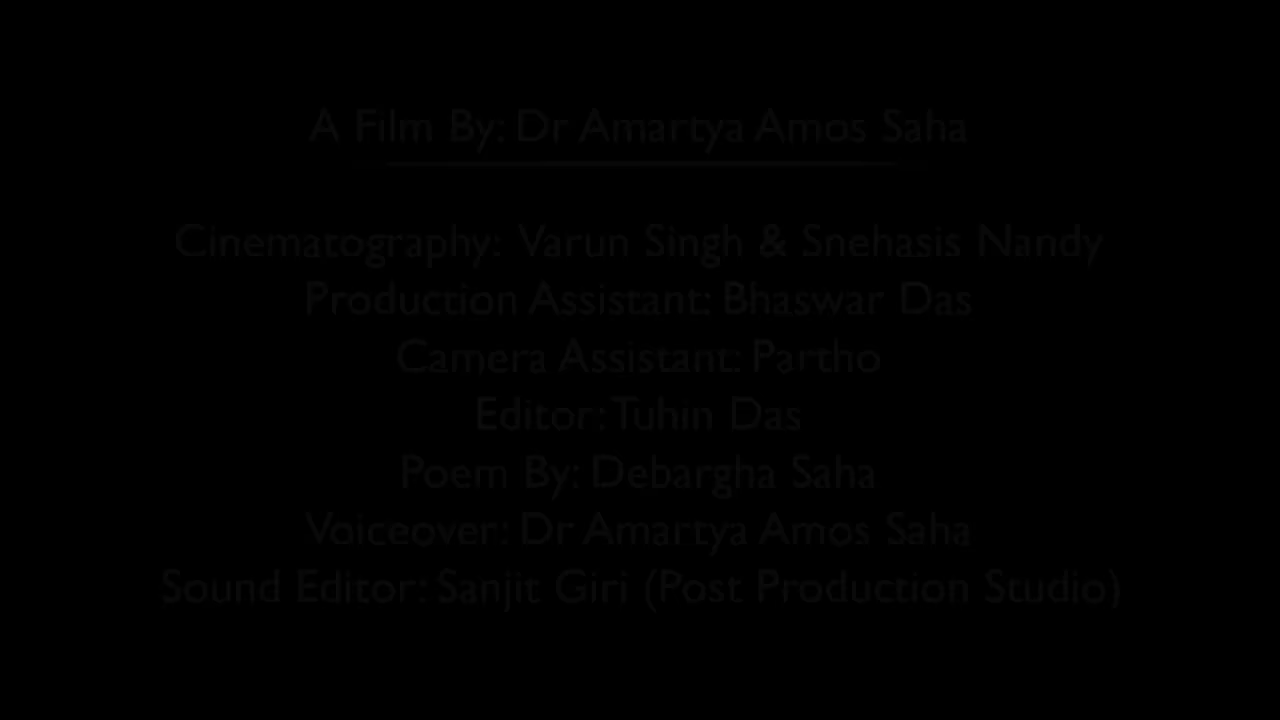 A Film By: Dr Amartya Amos Saha
Cinematography: Varun Singh & Snehasis Nandy
Production Assistant: Bhaswar Das
Camera Assistant: Partho
Editor: Tuhin Das
Poem By: Debargha Saha
Voiceover: Dr Amartya Amos Saha
Sound Editor: Sanjit Giri (Post Production Studio)